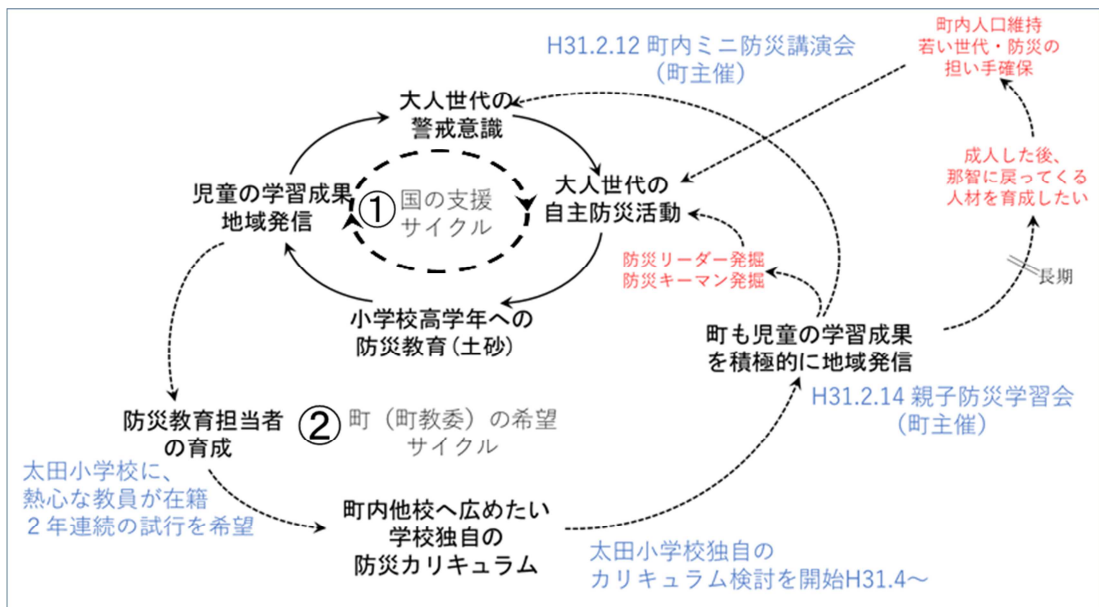 H31.2.12 町内ミニ防災講演会
(町主催)
町内人口維持
若い世代・防災の
担い手確保
大人世代の
警戒意識
児童の学習成果
地域発信
①国の支援
サイクル
大人世代の
自主防災活動
成人した後、
那智に戻ってくる
人材を育成したい
防災リーダー発掘
防災キーマン発掘
長期
小学校高学年への
防災教育(土砂)
町も児童の学習成果
を積極的に地域発信
H31.2.14 親子防災学習会
(町主催)
防災教育担当者
の育成
②町(町教委)の希望
サイクル
太田小学校に、
熱心な教員が在籍
2年連続の試行を希望
町内他校へ広めたい
学校独自の
防災カリキュラム
太田小学校独自の
カリキュラム検討を開始H31.4～